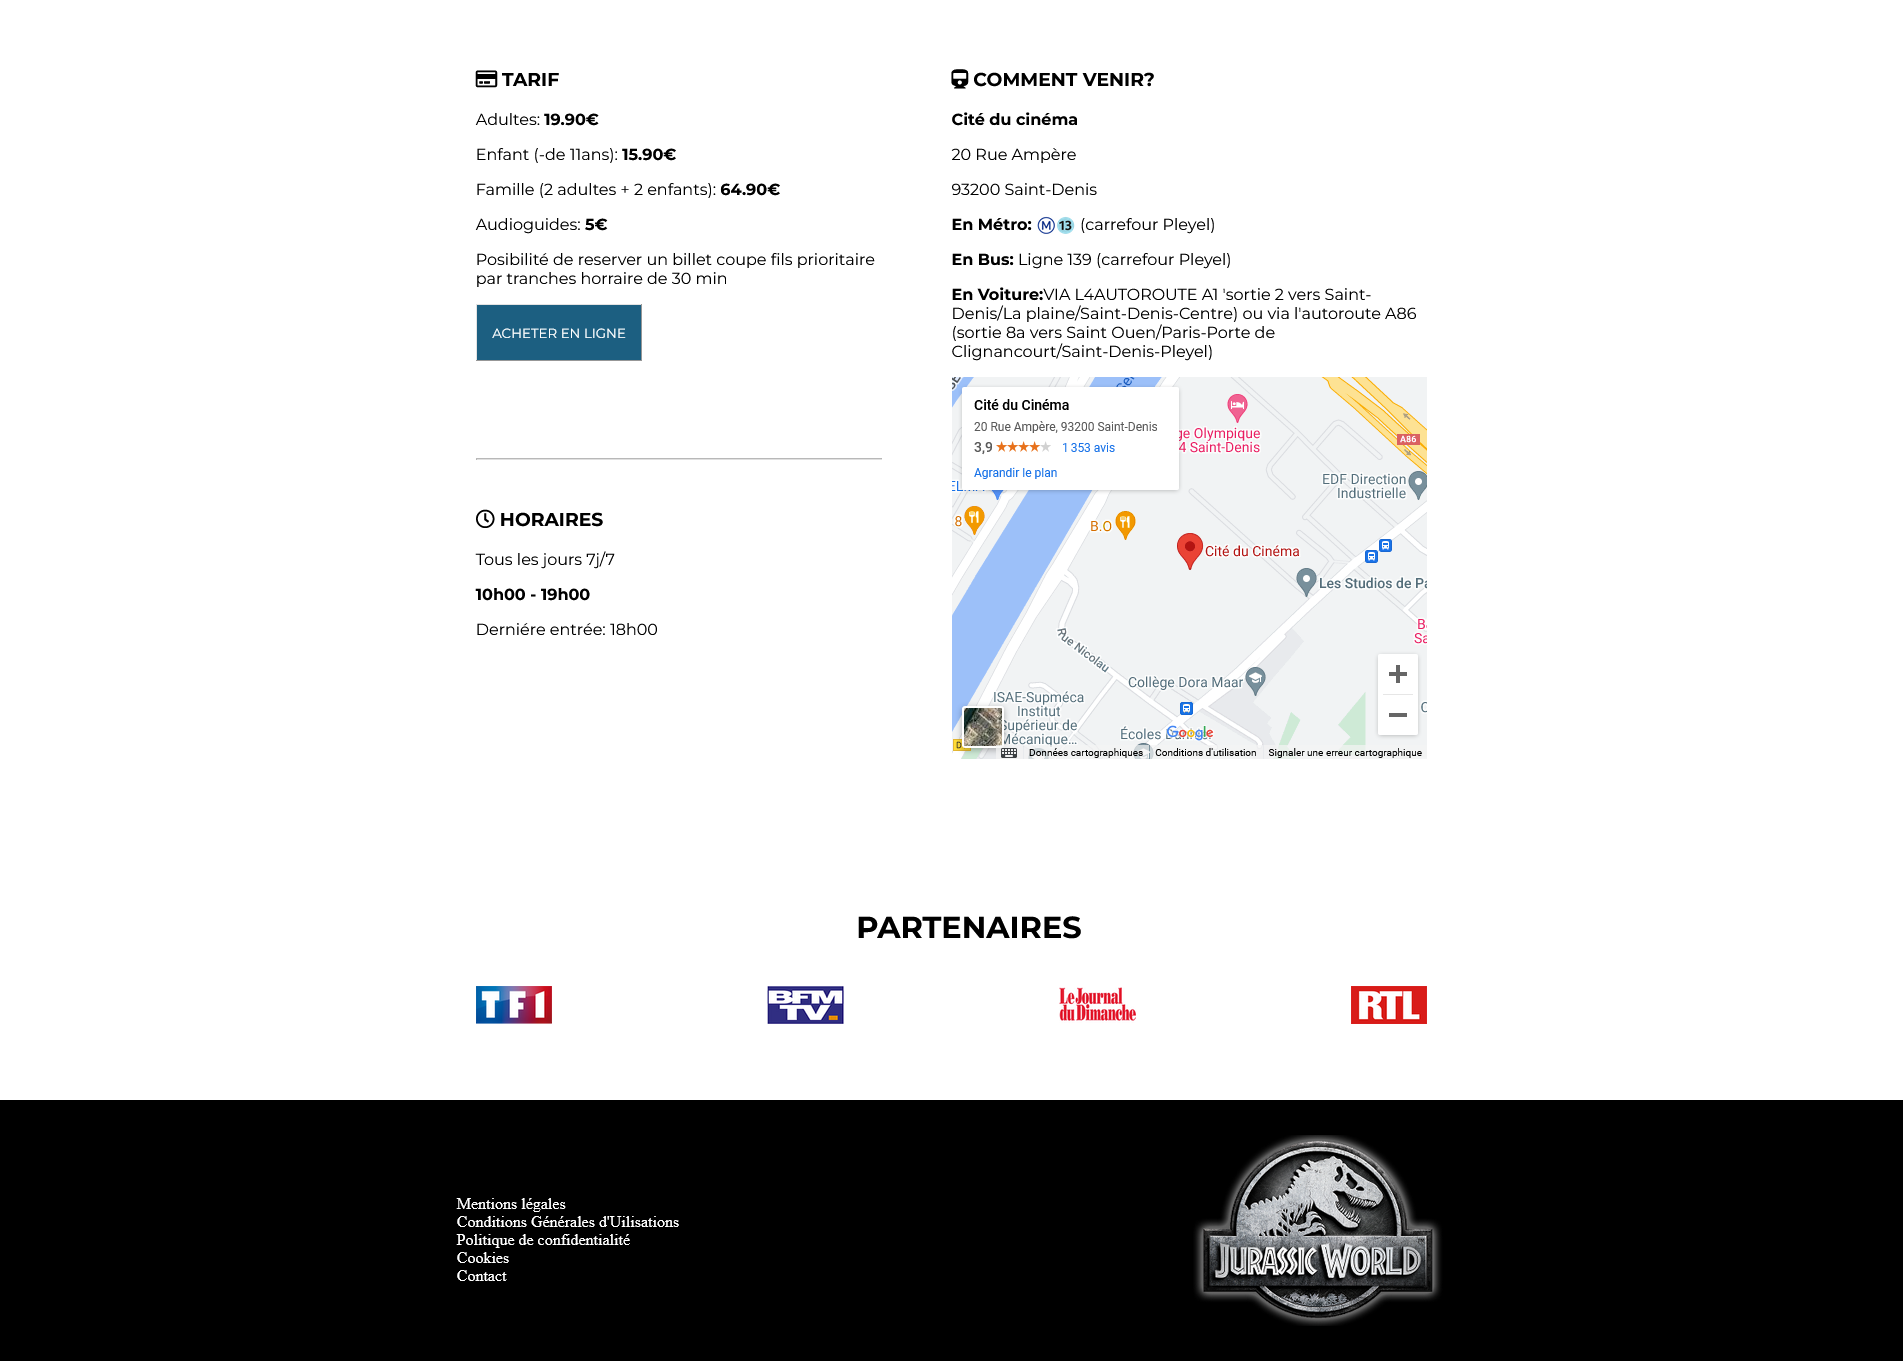 TARIF
Adultes: 19.90€
Enfant (-de 11ans): 15.90€
Famille (2 adultes + 2 enfants): 64.90€
Audioguides: 5€
Posibilité de reserver un billet coupe fils prioritaire
par tranches horraire de 30 min
ACHETER EN LIGNE
HORAIRES
Tous les jours 7j/7
10h00 - 19h00
Derniére entrée: 18h00
COMMENT VENIR?
Cité du cinéma
20 Rue Ampère
93200 Saint-Denis
En Métro: M 13 (carrefour Pleyel)
En Bus: Ligne 139 (carrefour Pleyel)
En Voiture:VIA L4AUTOROUTE A1 'sortie 2 vers Saint-
Denis/La plaine/Saint-Denis-Centre) ou via l'autoroute A86
(sortie 8a vers Saint Ouen/Paris-Porte de
Clignancourt/Saint-Denis-Pleyel)
Cité du Cinéma
20 Rue Ampère, 93200 Saint-Denis
3,9 1 353 avis
Agrandir le plan
ge Olympique
4 Saint-Denis
A86
EDF Direction
Industrielle
8
B.O
Cité du Cinéma
Les Studios de Pa
Rue Nicolau
Collège Dora Maar
ISAE-Supméca
Institut
Supérieur de
Mécanique...
Écoles
Google
Données cartographiques
Conditions d'utilisation
Signaler une erreur cartographique
PARTENAIRES
TF1
BFM
TV.
Le Journal
du Dimanche
RTL
Mentions légales
Conditions Générales d'Uilisations
Politique de confidentialité
Cookies
Contact
JURASSIC WORLD